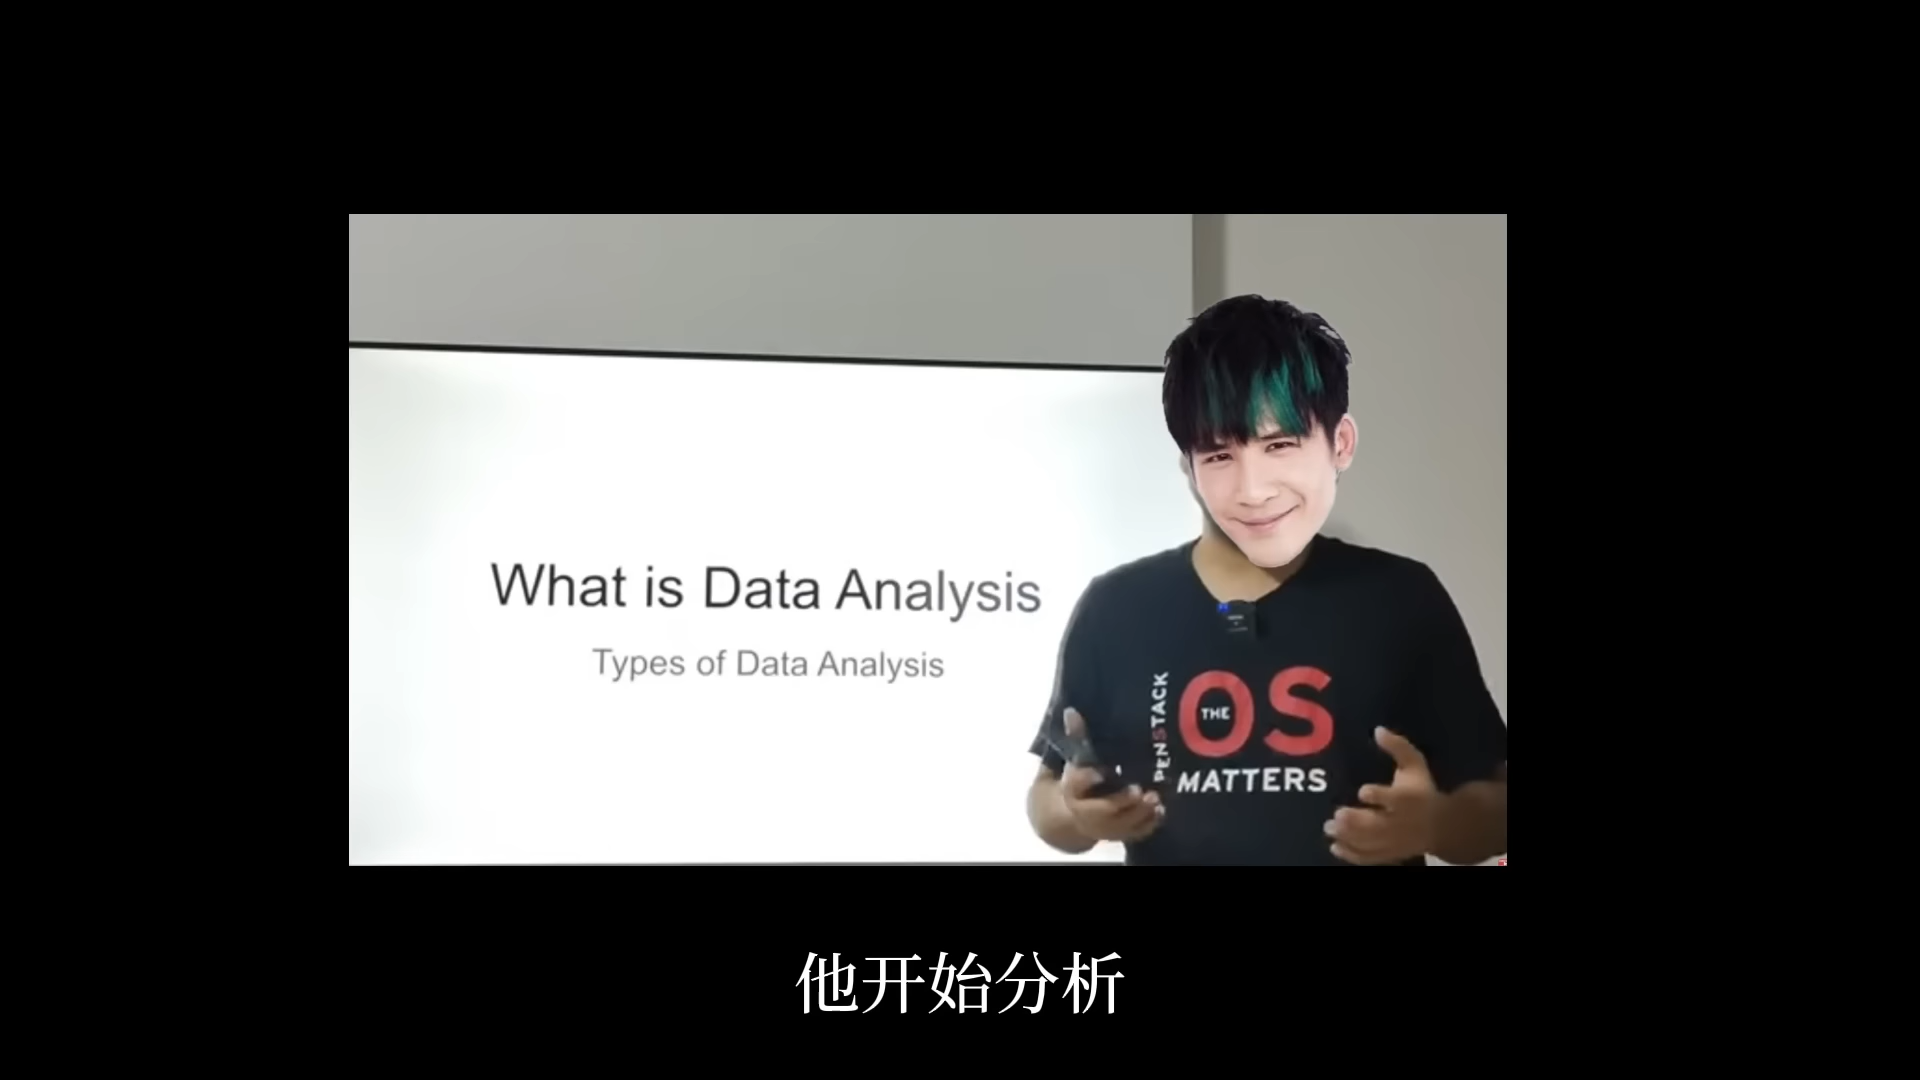 What is Data Analysis
Types of Data Analysis
PENSTACK
THE
OS
MATTERS
他开始分析